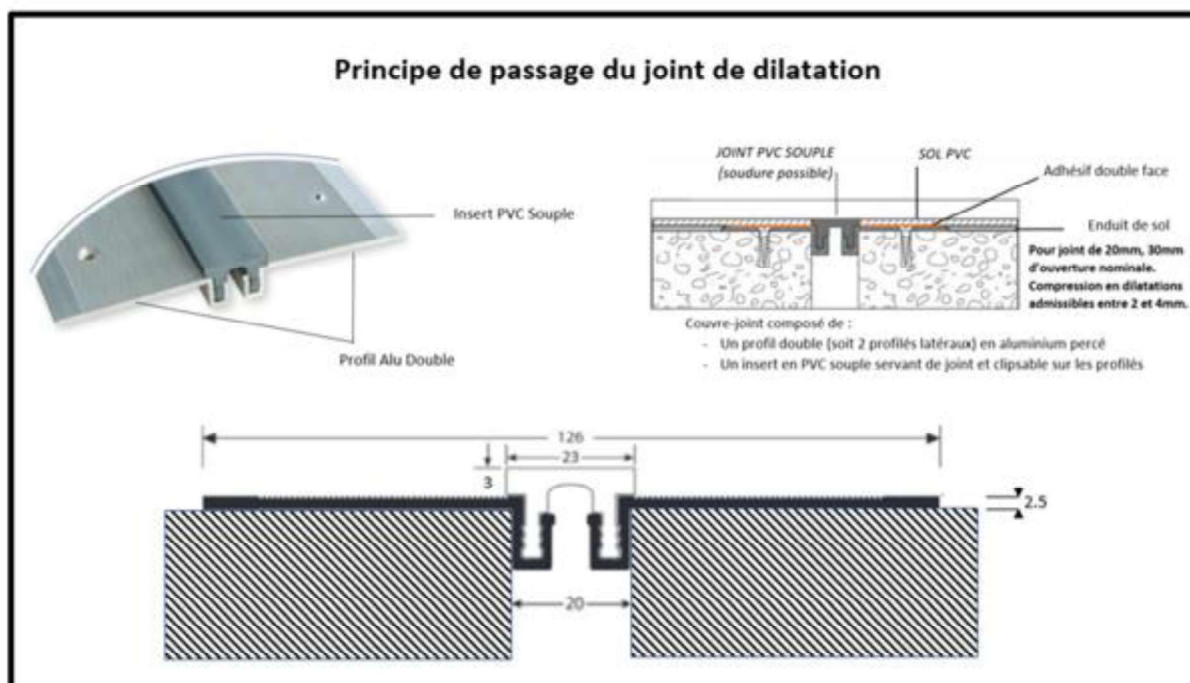 Principe de passage du joint de dilatation
Insert PVC Souple
Profil Alu Double
JOINT PVC SOUPLE
(soudure possible)
SOL PVC
Adhésif double face
Enduit de sol
Pour joint de 20mm, 30mm
d'ouverture nominale.
Compression en dilatations
admissibles entre 2 et 4mm.
Couvre-joint composé de :
- Un profil double (soit 2 profilés latéraux) en aluminium percé
- Un insert en PVC souple servant de joint et clipsable sur les profilés
126
23
3
2.5
20